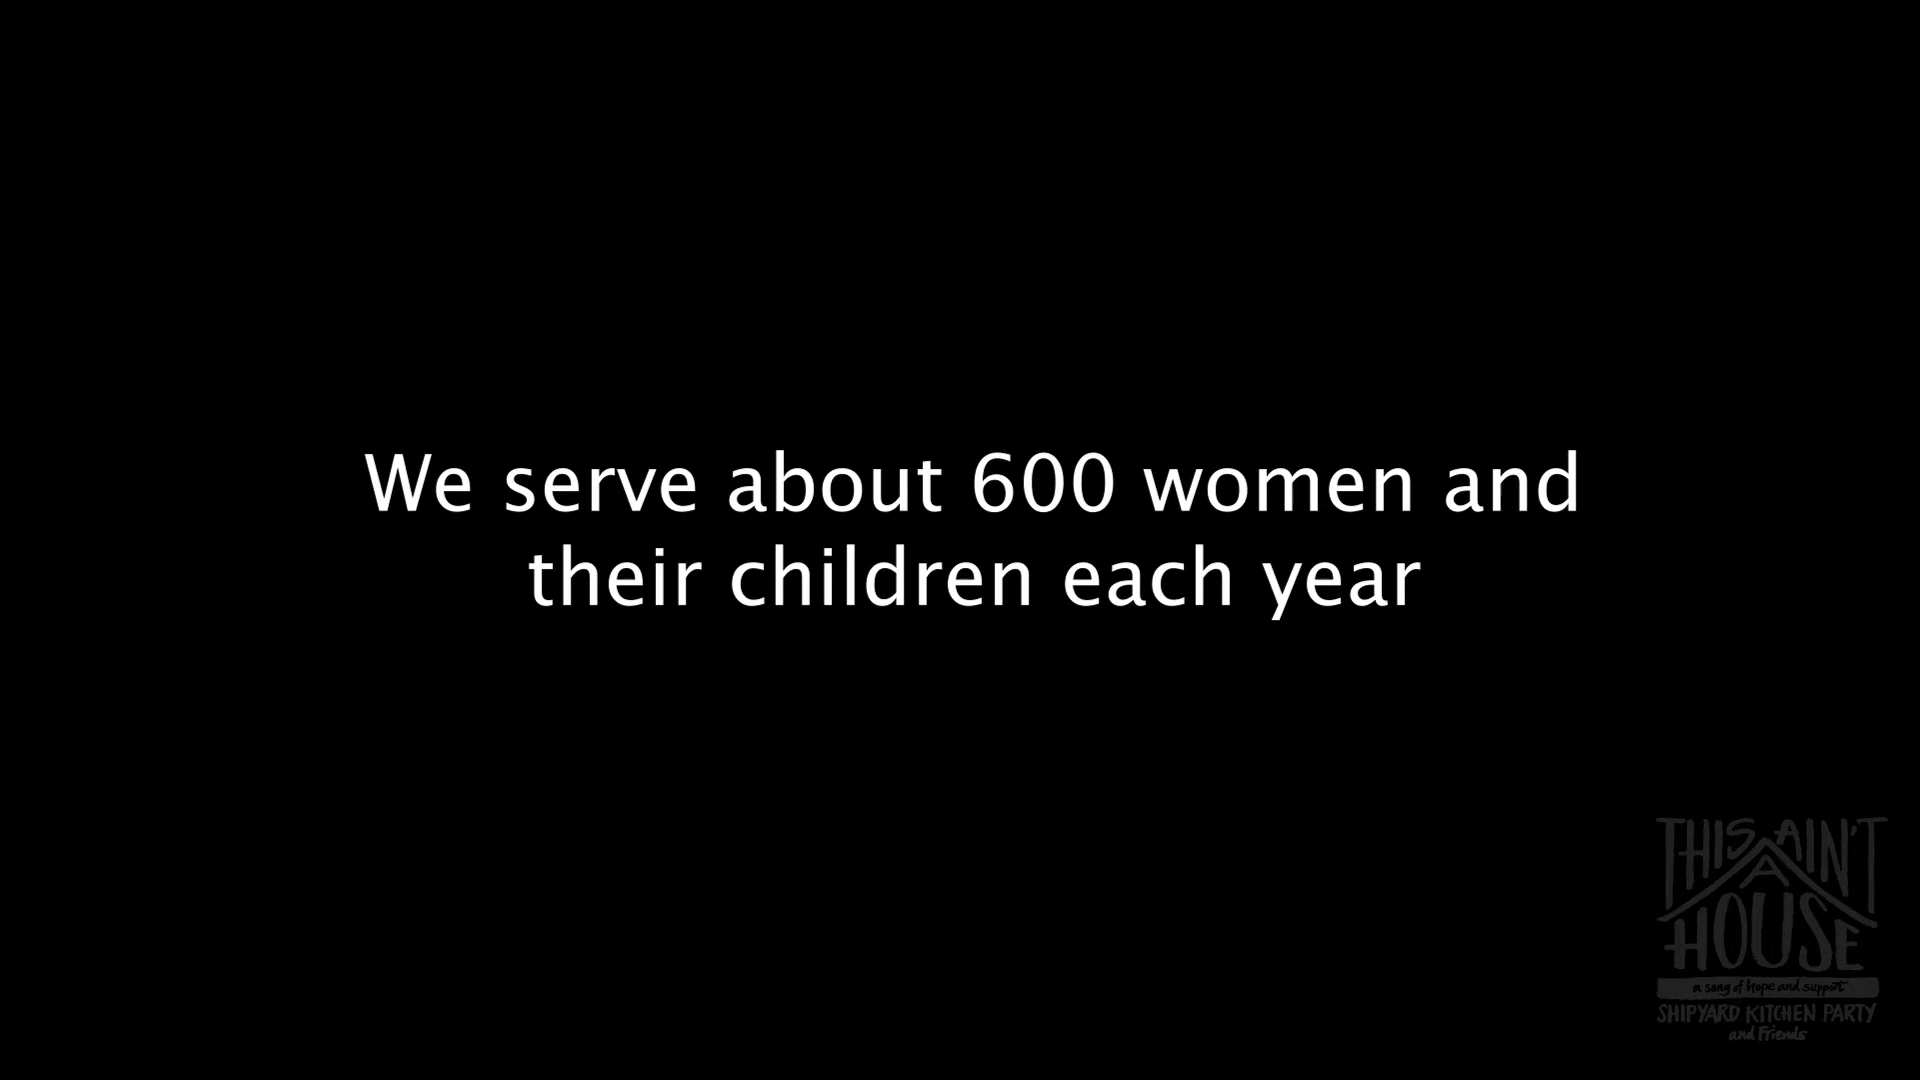 We serve about 600 women and
their children each year
THIS AIN'T
A
HOUSE
a song of hope and support
SHIPYARD KITCHEN PARTY
and Friends